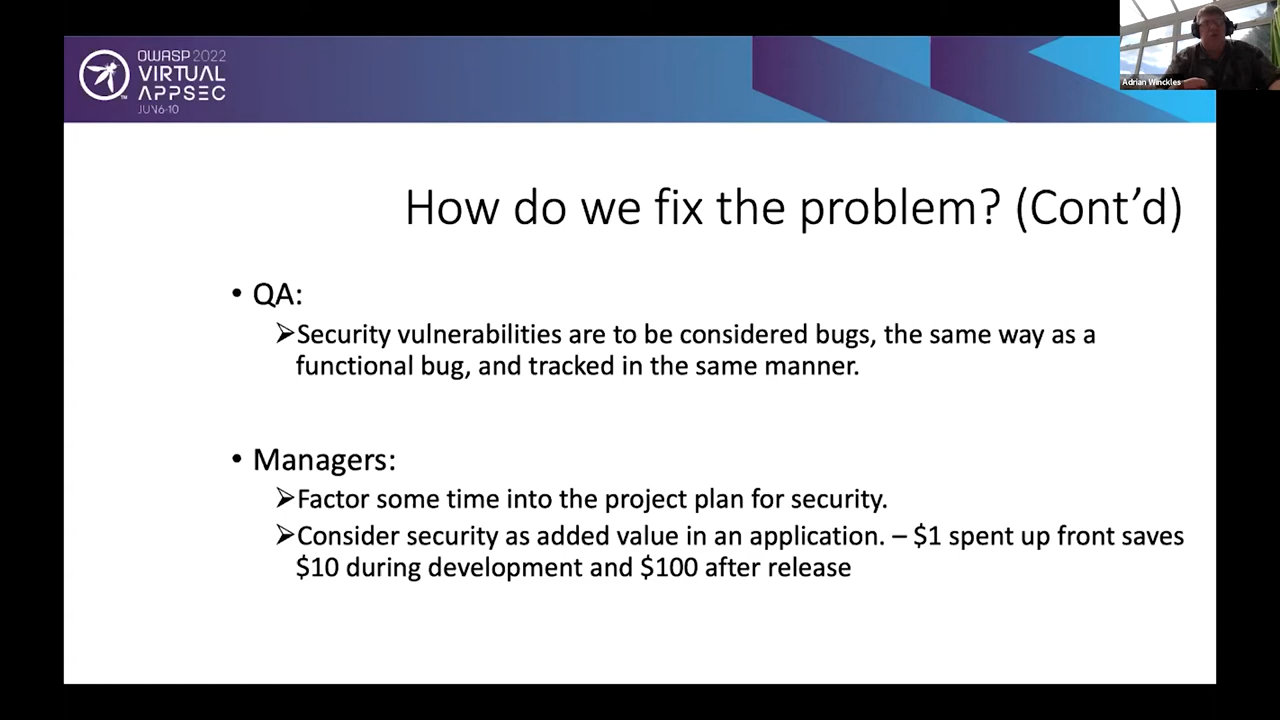 OWASP 2022
VIRTUAL
APPSEC
JUN 6-10
Adrian Winckles
How do we fix the problem? (Cont’d)
• QA:
➢Security vulnerabilities are to be considered bugs, the same way as a
functional bug, and tracked in the same manner.
• Managers:
➢Factor some time into the project plan for security.
➢Consider security as added value in an application. – $1 spent up front saves
$10 during development and $100 after release